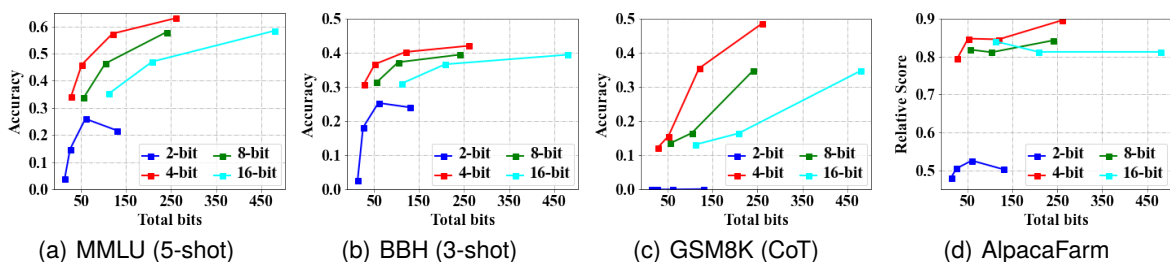 0.6
0.5
0.4
0.3
0.2
0.1
0.0
Accuracy
2-bit
8-bit
4-bit
16-bit
50
150
250
350
450
Total bits
(a) MMLU (5-shot)
0.5
0.4
0.3
0.2
0.1
0.0
Accuracy
2-bit
8-bit
4-bit
16-bit
50
150
250
350
450
Total bits
(b) BBH (3-shot)
0.5
0.4
0.3
0.2
0.1
0.0
Accuracy
2-bit
8-bit
4-bit
16-bit
50
150
250
350
450
Total bits
(c) GSM8K (CoT)
0.9
0.8
0.7
0.6
0.5
Relative Score
2-bit
8-bit
4-bit
16-bit
50
150
250
350
450
Total bits
(d) AlpacaFarm